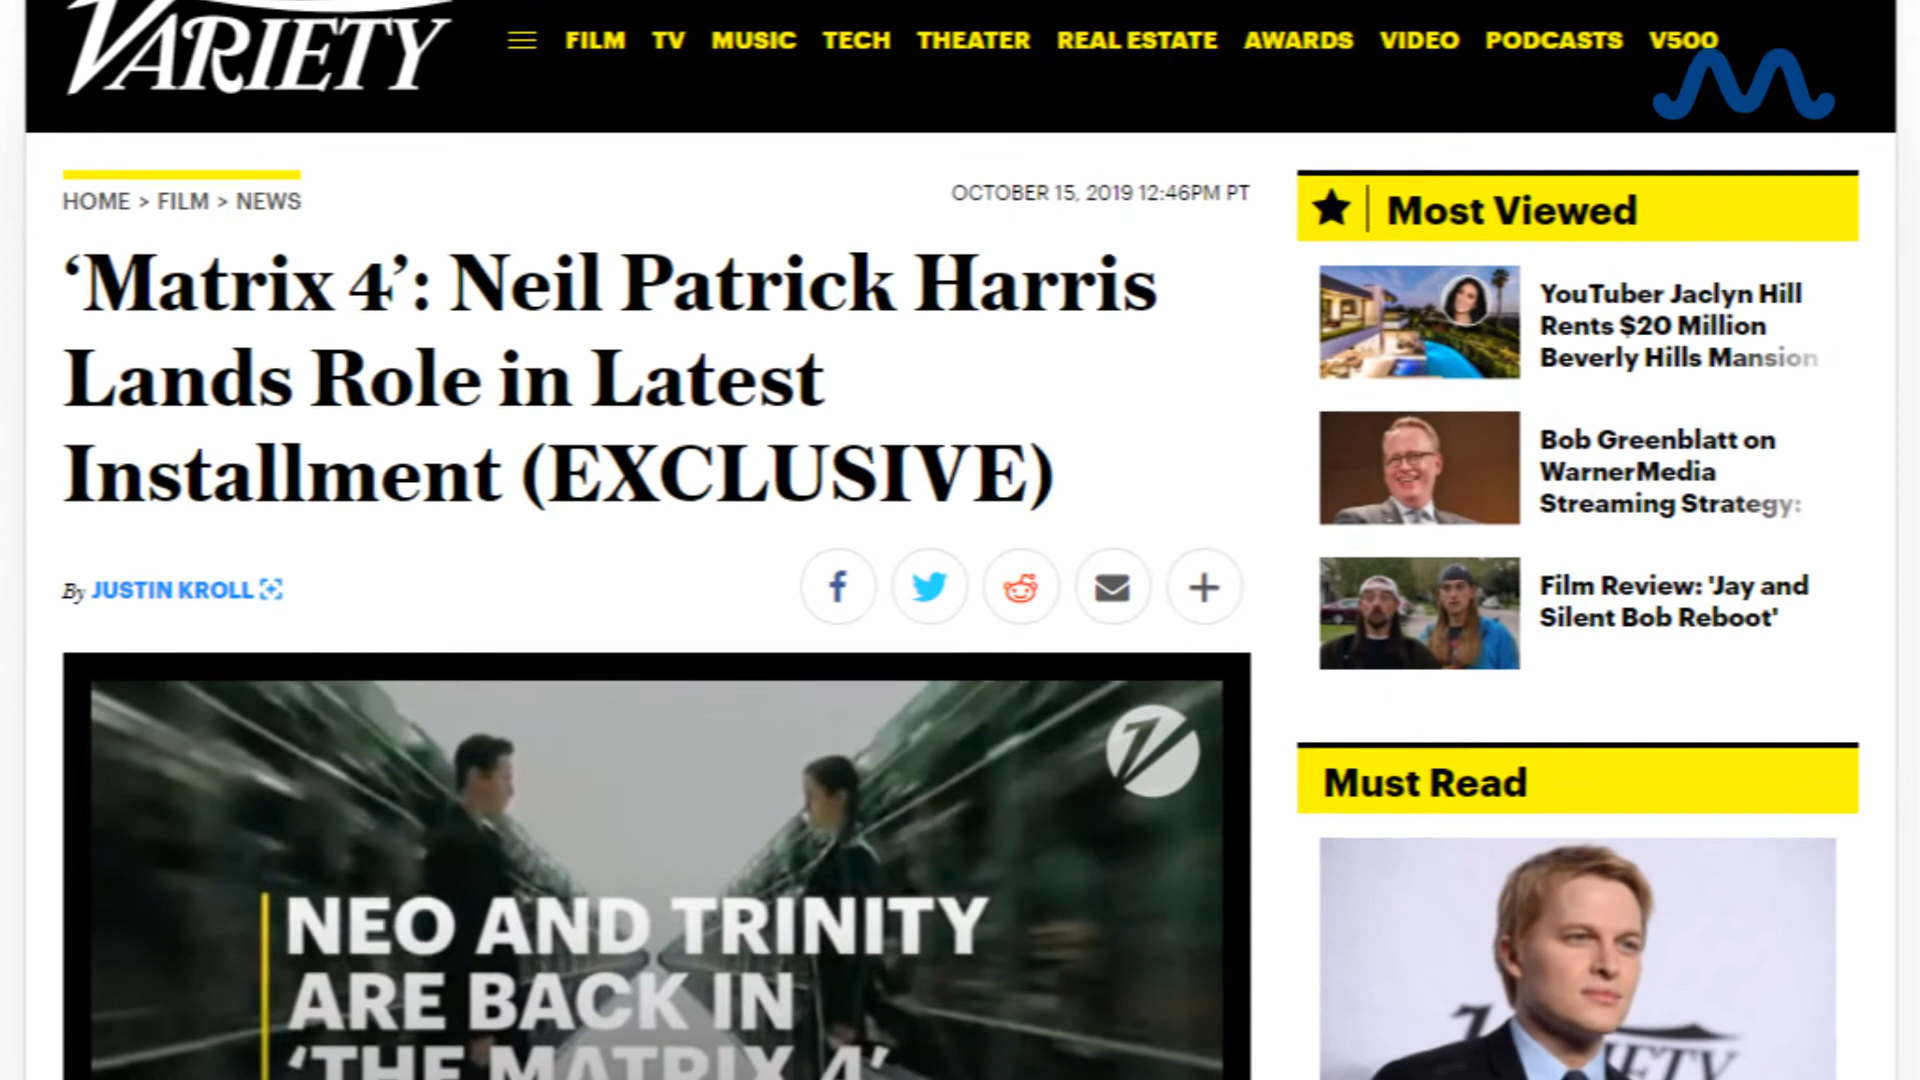 VARIETY
FILM TV MUSIC TECH THEATER REAL ESTATE AWARDS VIDEO PODCASTS V500
HOME > FILM > NEWS
OCTOBER 15, 2019 12:46PM PT
‘Matrix 4’: Neil Patrick Harris
Lands Role in Latest
Installment (EXCLUSIVE)
By JUSTIN KROLL
NEO AND TRINITY
ARE BACK IN
‘THE MATRIX 4’
Most Viewed
YouTuber Jaclyn Hill
Rents $20 Million
Beverly Hills Mansion
Bob Greenblatt on
WarnerMedia
Streaming Strategy:
Film Review: 'Jay and
Silent Bob Reboot'
Must Read